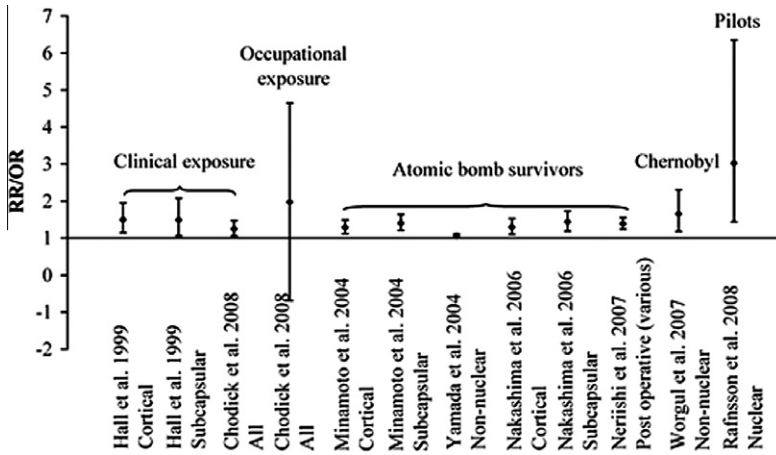 RR/OR
7
6
5
4
3
2
1
0
-1
-2
Clinical exposure
Occupational
exposure
Atomic bomb survivors
Chernobyl
Pilots
Hall et al. 1999
Cortical
Hall et al. 1999
Subcapsular
Chodick et al. 2008
All
Chodick et al. 2008
All
Minamoto et al. 2004
Cortical
Minamoto et al. 2004
Subcapsular
Yamada et al. 2004
Non-nuclear
Nakashima et al. 2006
Cortical
Nakashima et al. 2006
Subcapsular
Neriishi et al. 2007
Post operative (various)
Worgul et al. 2007
Non-nuclear
Rafnsson et al. 2008
Nuclear